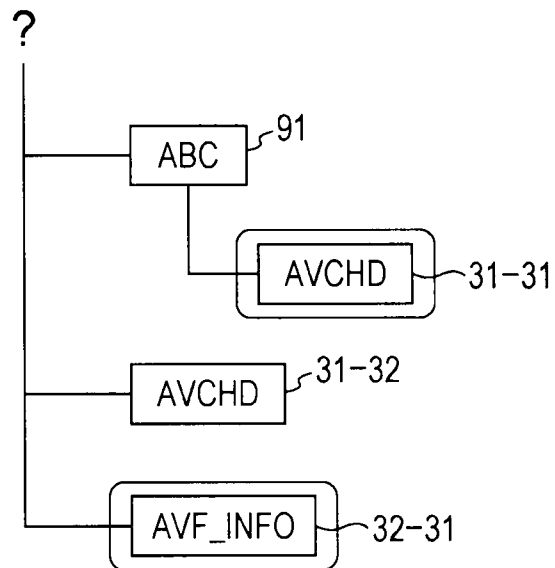 ?
ABC 91
AVCHD 31-31
AVCHD 31-32
AVF_INFO 32-31